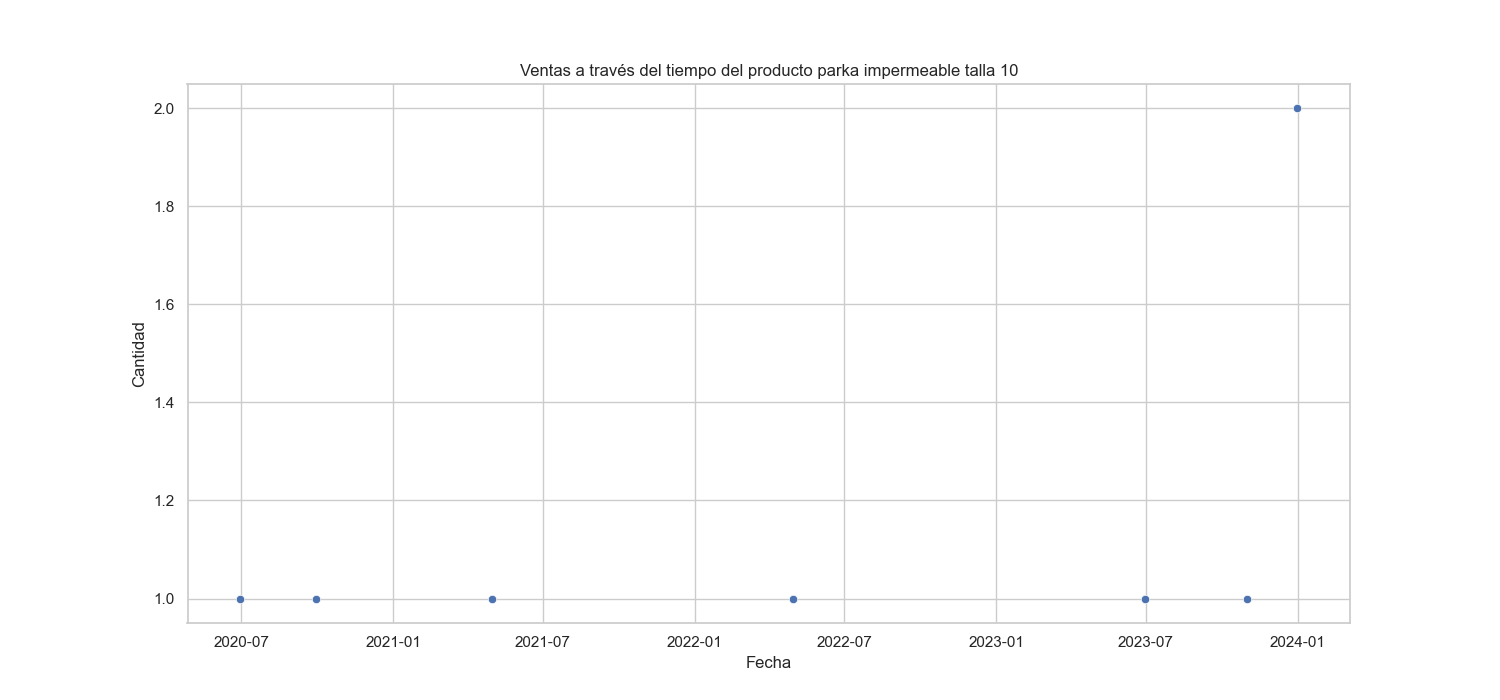 Ventas a través del tiempo del producto parka impermeable talla 10
2.0
1.8
1.6
1.4
1.2
1.0
Cantidad
2020-07 2021-01 2021-07 2022-01 2022-07 2023-01 2023-07 2024-01
Fecha